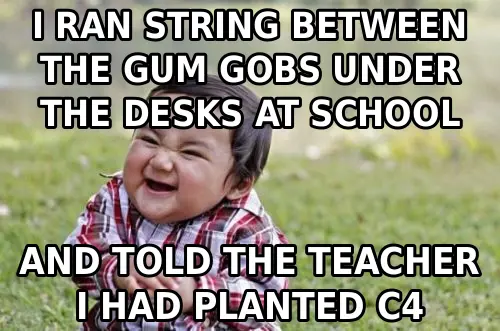 I RAN STRING BETWEEN
THE GUM GOBS UNDER
THE DESKS AT SCHOOL
AND TOLD THE TEACHER
I HAD PLANTED C4